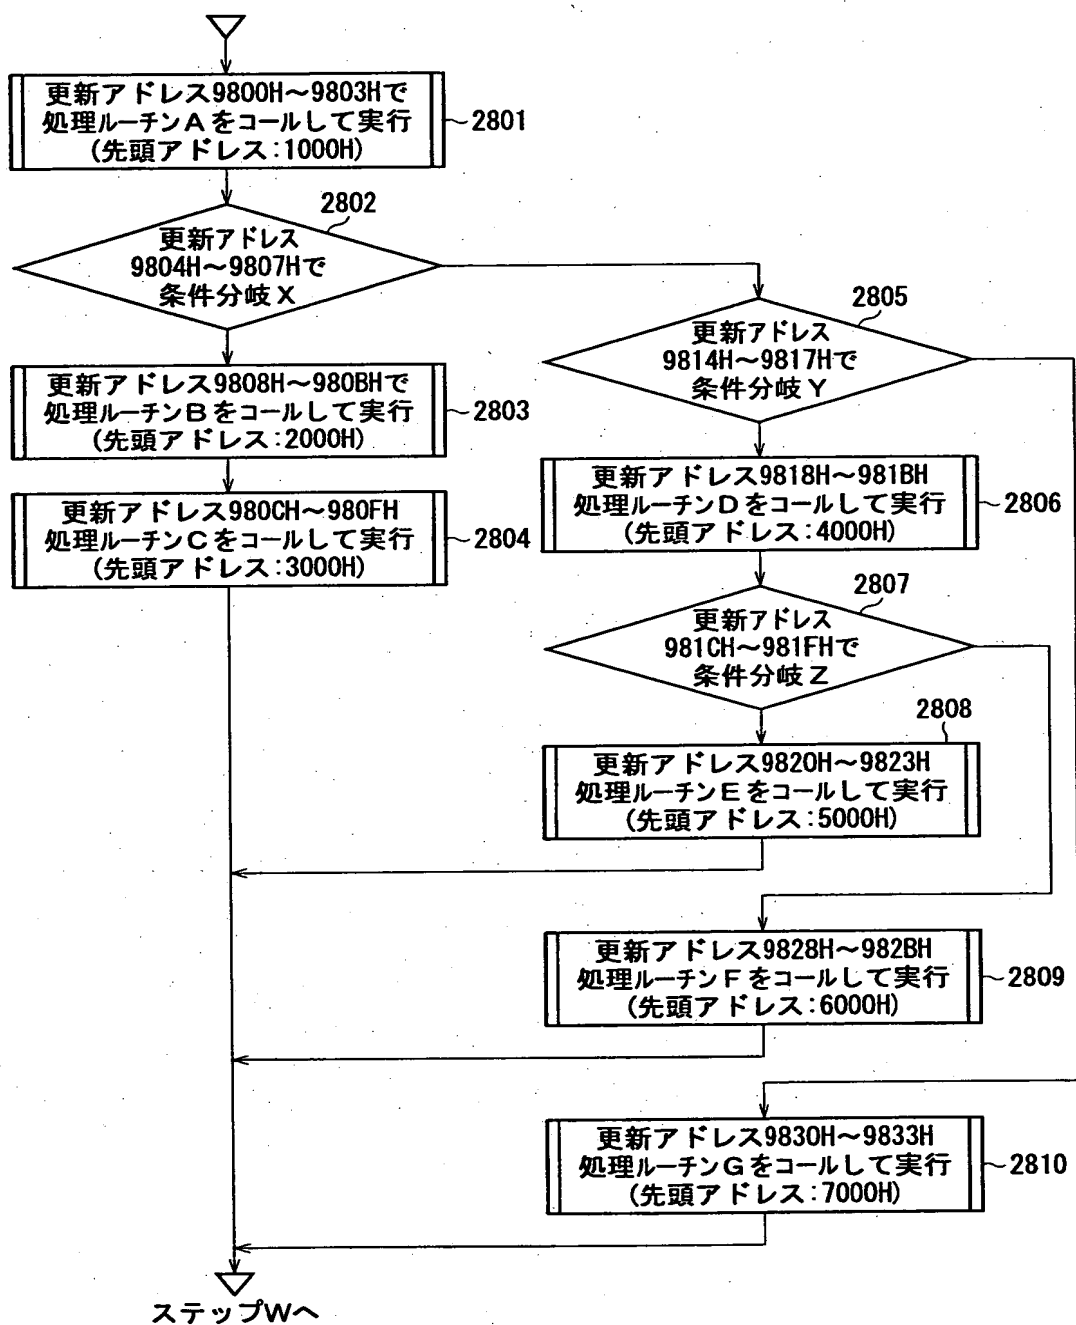 更新アドレス9800H～9803Hで
処理ルーチンAをコールして実行
(先頭アドレス:1000H)
2801
2802
更新アドレス
9804H～9807Hで
条件分岐X
更新アドレス9808H～980BHで
処理ルーチンBをコールして実行
(先頭アドレス:2000H)
2803
更新アドレス980CH～980FH
処理ルーチンCをコールして実行
(先頭アドレス:3000H)
2804
2805
更新アドレス
9814H～9817Hで
条件分岐Y
更新アドレス9818H～981BH
処理ルーチンDをコールして実行
(先頭アドレス:4000H)
2806
2807
更新アドレス
981CH～981FHで
条件分岐Z
2808
更新アドレス9820H～9823H
処理ルーチンEをコールして実行
(先頭アドレス:5000H)
更新アドレス9828H～982BH
処理ルーチンFをコールして実行
(先頭アドレス:6000H)
2809
更新アドレス9830H～9833H
処理ルーチンGをコールして実行
(先頭アドレス:7000H)
2810
ステップWへ